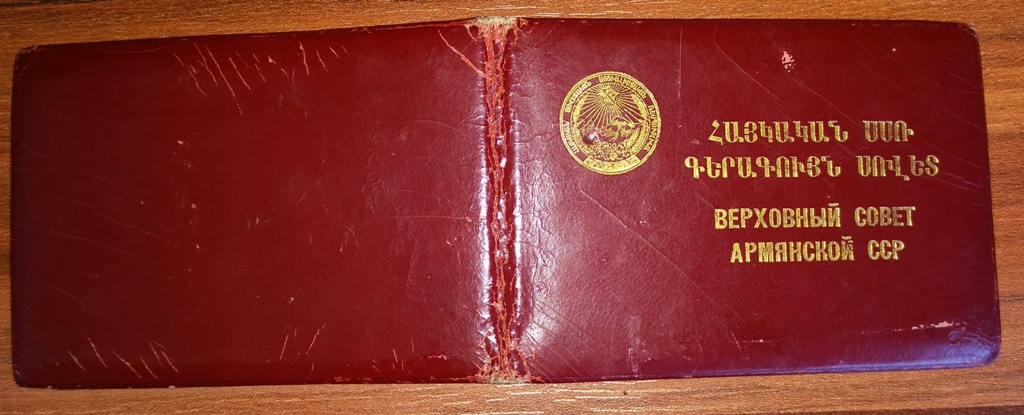 ՀԱՅԿԱԿԱՆ ՍՍՌ
ԳԵՐԱԳՈՒՅՆ ՍՈՎԵՏ
ВЕРХОВНЫЙ СОВЕТ
АРМЯНСКОЙ ССР